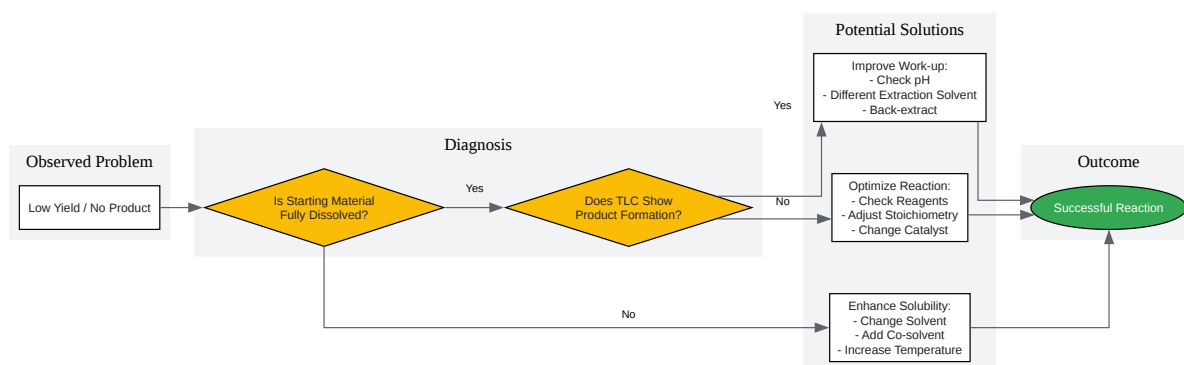 Observed Problem
Low Yield / No Product
Diagnosis
Is Starting Material
Fully Dissolved?
Yes
Does TLC Show
Product Formation?
Yes
No
No
Potential Solutions
Improve Work-up:
- Check pH
- Different Extraction Solvent
- Back-extract
Optimize Reaction:
- Check Reagents
- Adjust Stoichiometry
- Change Catalyst
Enhance Solubility:
- Change Solvent
- Add Co-solvent
- Increase Temperature
Outcome
Successful Reaction